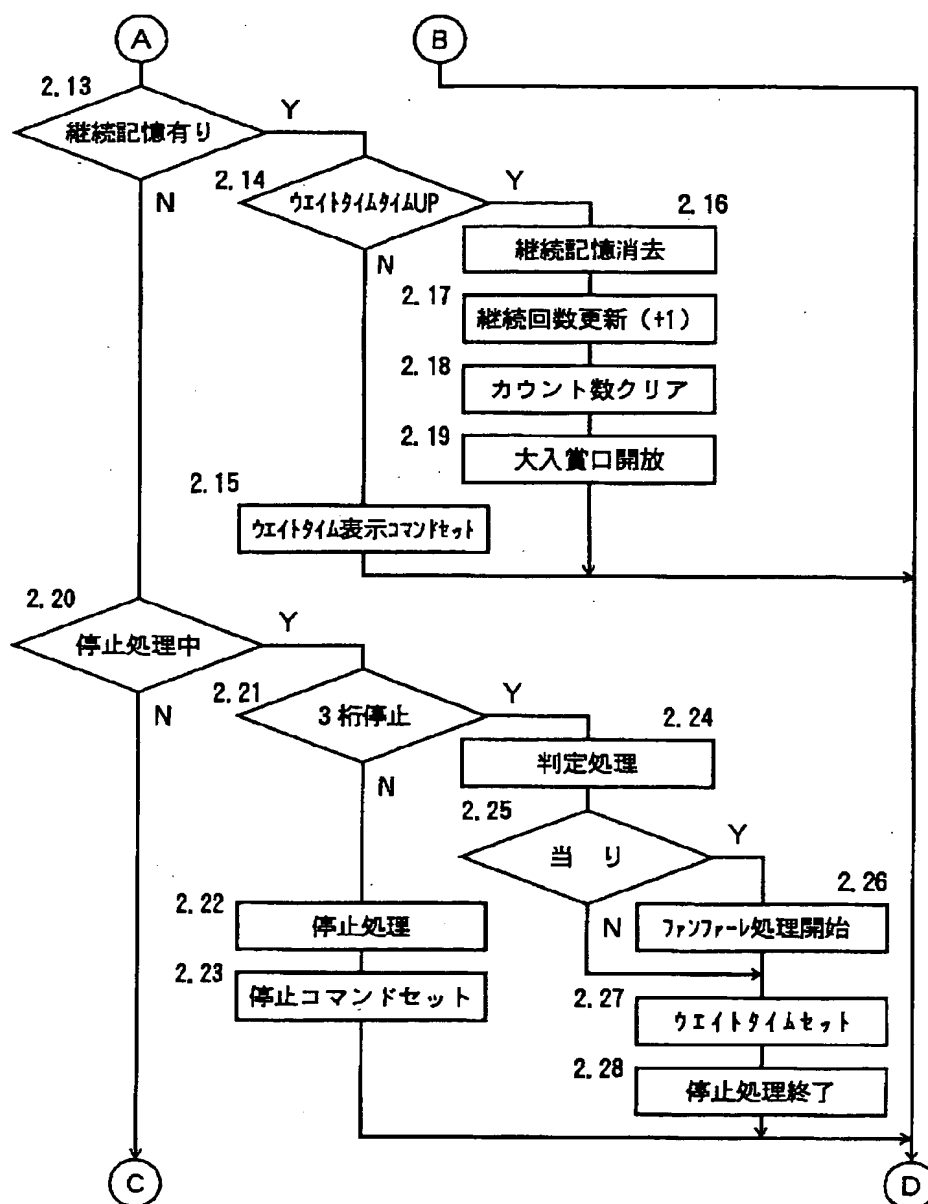 A
B
2.13
継続記憶有り
Y
N
2.14
ウエイトタイムタイムUP
Y
N
2.16
継続記憶消去
2.17
継続回数更新（+1）
2.18
カウント数クリア
2.19
大入賞口開放
2.15
ウエイトタイム表示コマンドセット
2.20
停止処理中
Y
N
2.21
3桁停止
Y
N
2.24
判定処理
2.25
当り
Y
N
2.26
ファンファーレ処理開始
2.22
停止処理
2.23
停止コマンドセット
2.27
ウエイトタイムセット
2.28
停止処理終了
C
D